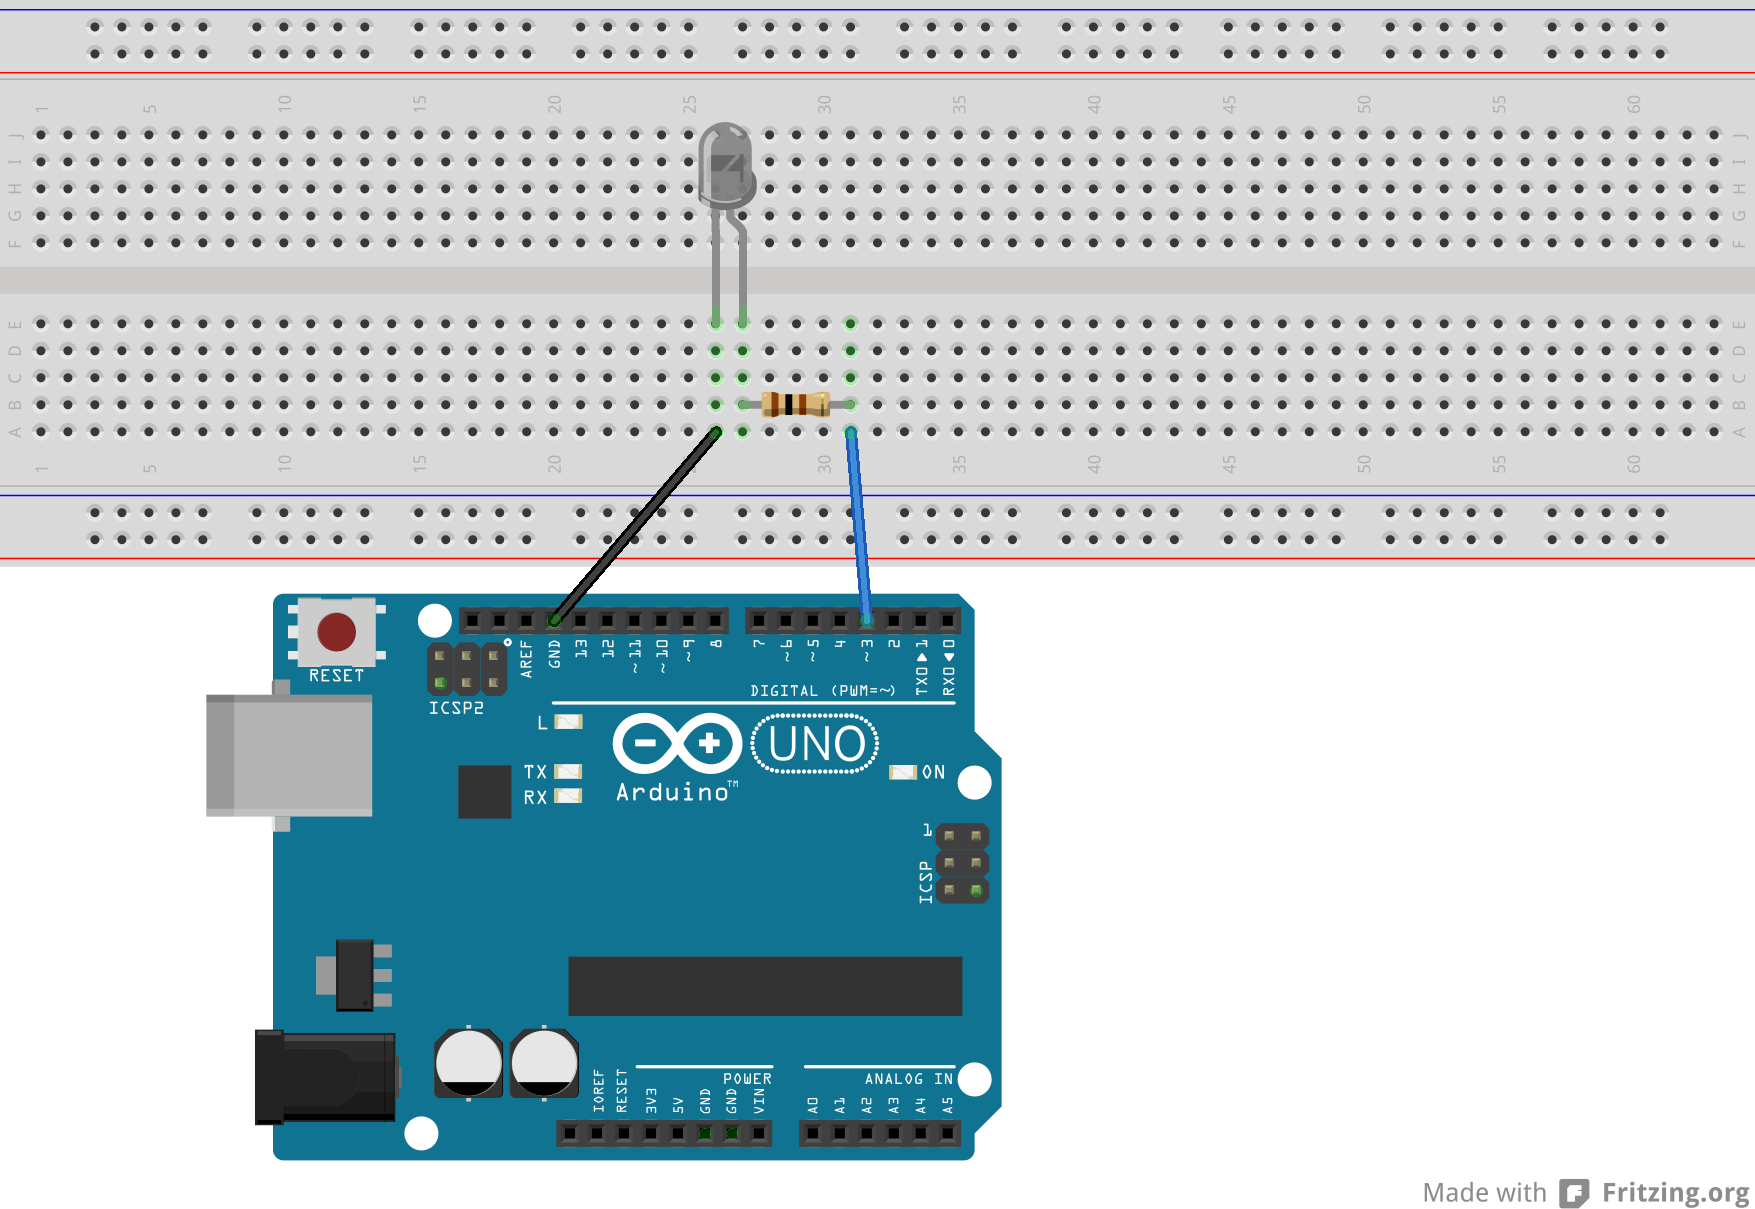 1 5 10 15 20 25 30 35 40 45 50 55 60
J J
I I
H H
G G
F F
E E
D D
C C
B B
A A
1 5 10 15 20 30 35 40 45 50 55 60
RESET
ICSP2
AREF GND 13 12 ~11 ~10 ~9 8 7 ~6 ~5 4 ~3 2 TX0▶1 RX0◀0
DIGITAL (PWM=~)
L
TX
RX
UNO
Arduino™
ON
1
ICSP
POWER
ANALOG IN
IOREF RESET 3V3 5V GND GND VIN A0 A1 A2 A3 A4 A5
Made with Fritzing.org